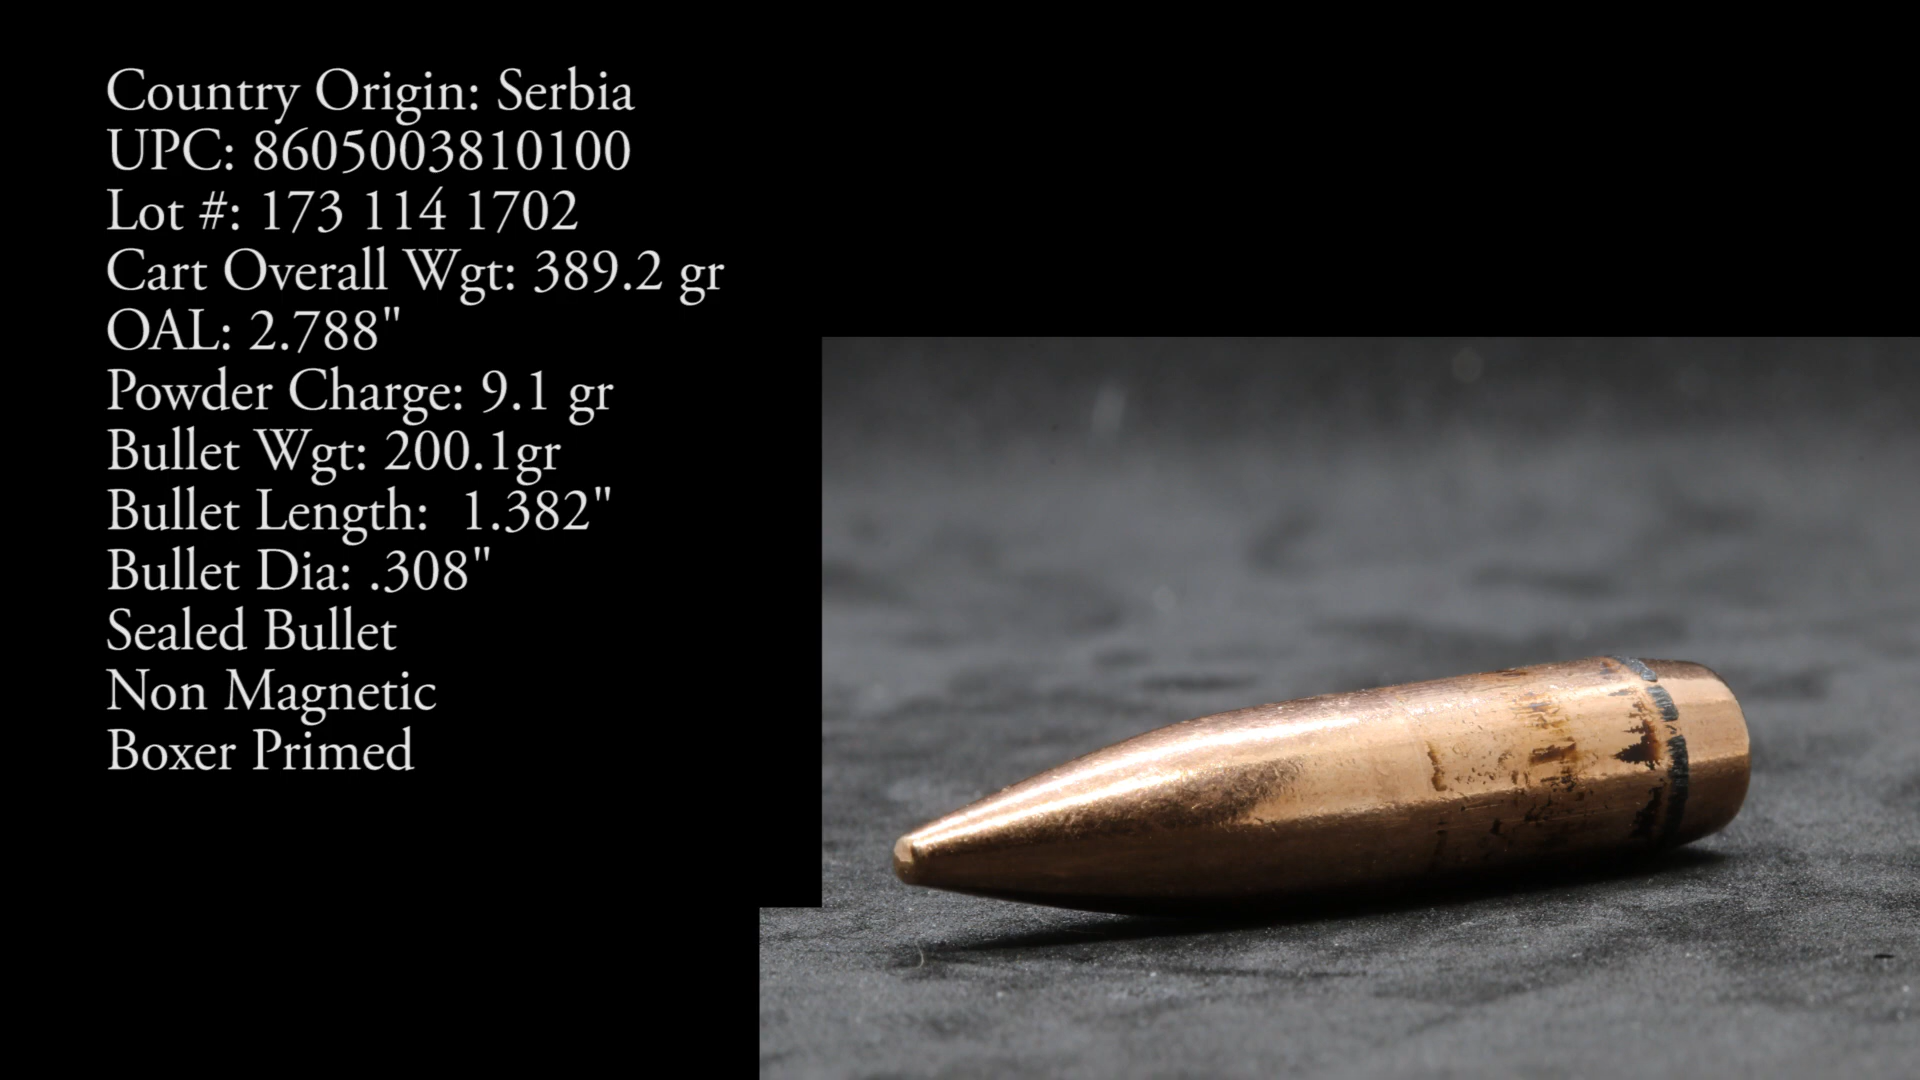 Country Origin: Serbia
UPC: 8605003810100
Lot #: 173 114 1702
Cart Overall Wgt: 389.2 gr
OAL: 2.788"
Powder Charge: 9.1 gr
Bullet Wgt: 200.1gr
Bullet Length:  1.382"
Bullet Dia: .308"
Sealed Bullet
Non Magnetic
Boxer Primed